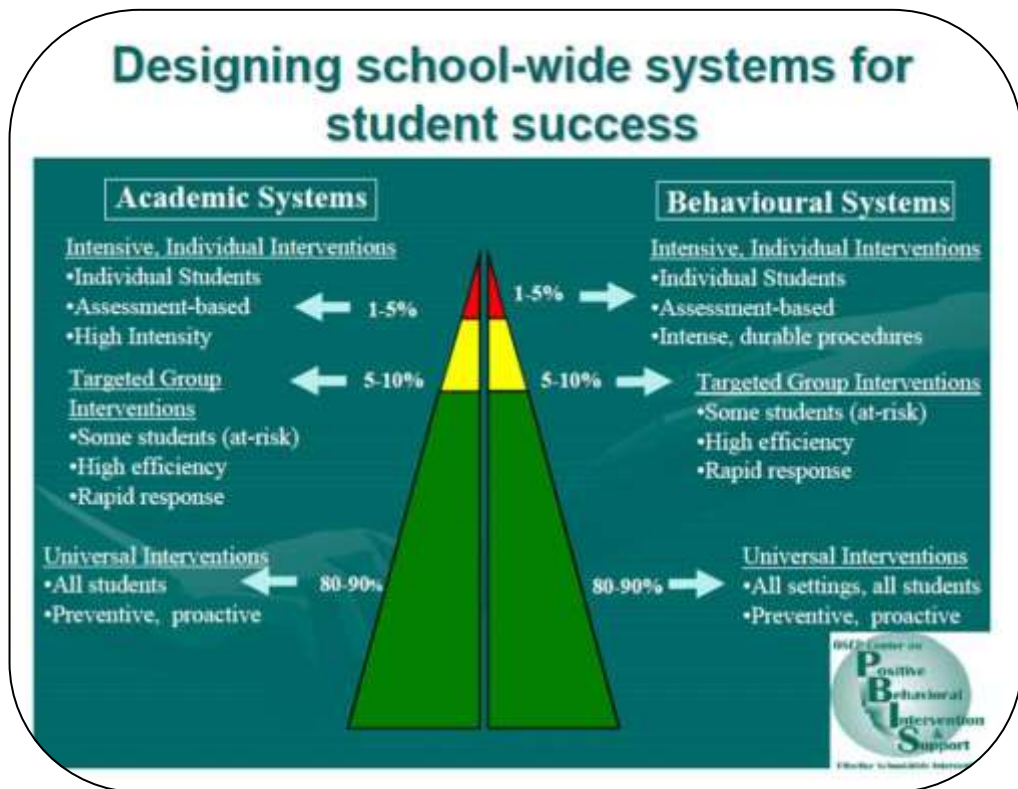 Designing school-wide systems for
student success
Academic Systems
Intensive, Individual Interventions
•Individual Students
•Assessment-based
•High Intensity
1-5%
Targeted Group
Interventions
•Some students (at-risk)
•High efficiency
•Rapid response
5-10%
Universal Interventions
•All students
•Preventive, proactive
80-90%
Behavioural Systems
Intensive, Individual Interventions
•Individual Students
•Assessment-based
•Intense, durable procedures
1-5%
Targeted Group Interventions
•Some students (at-risk)
•High efficiency
•Rapid response
5-10%
Universal Interventions
•All settings, all students
•Preventive, proactive
80-90%
OSEP Center on
Positive
Behavioral
Intervention
&
Support